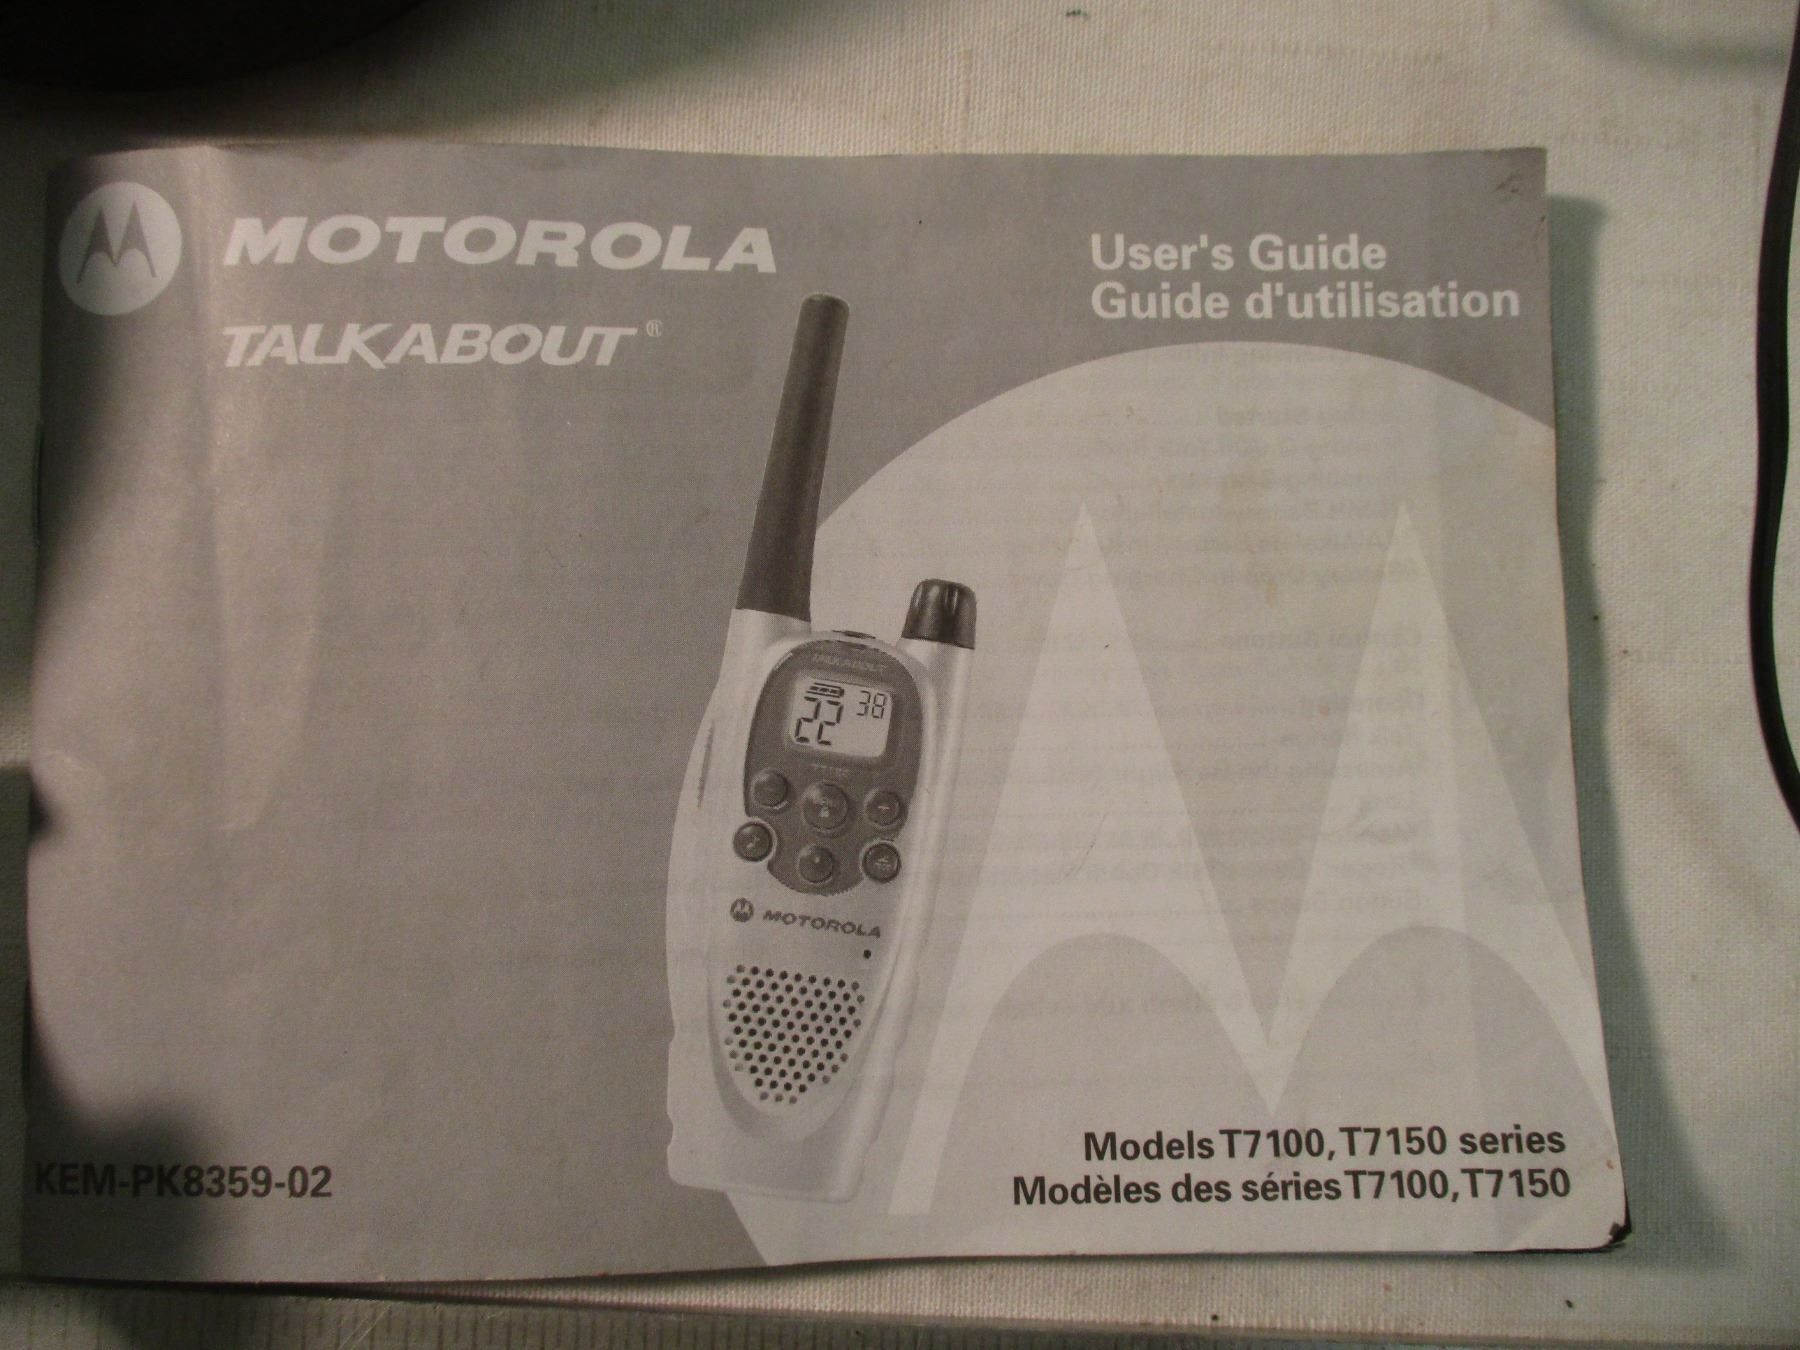 MOTOROLA
TALKABOUT®
User's Guide
Guide d'utilisation
TALKABOUT
38
22
MOTOROLA
Models T7100, T7150 series
Modèles des séries T7100, T7150
KEM-PK8359-02